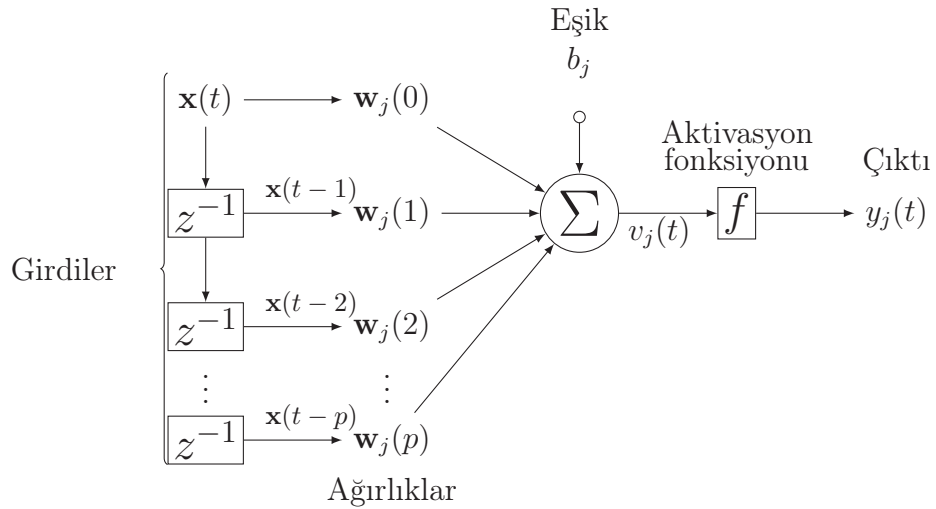 Eşik
b_j
x(t)
w_j(0)
Aktivasyon
fonksiyonu
Çıktı
z^{-1}
x(t − 1)
w_j(1)
Σ
v_j(t)
f
y_j(t)
Girdiler
z^{-1}
x(t − 2)
w_j(2)
⋮
⋮
z^{-1}
x(t − p)
w_j(p)
Ağırlıklar